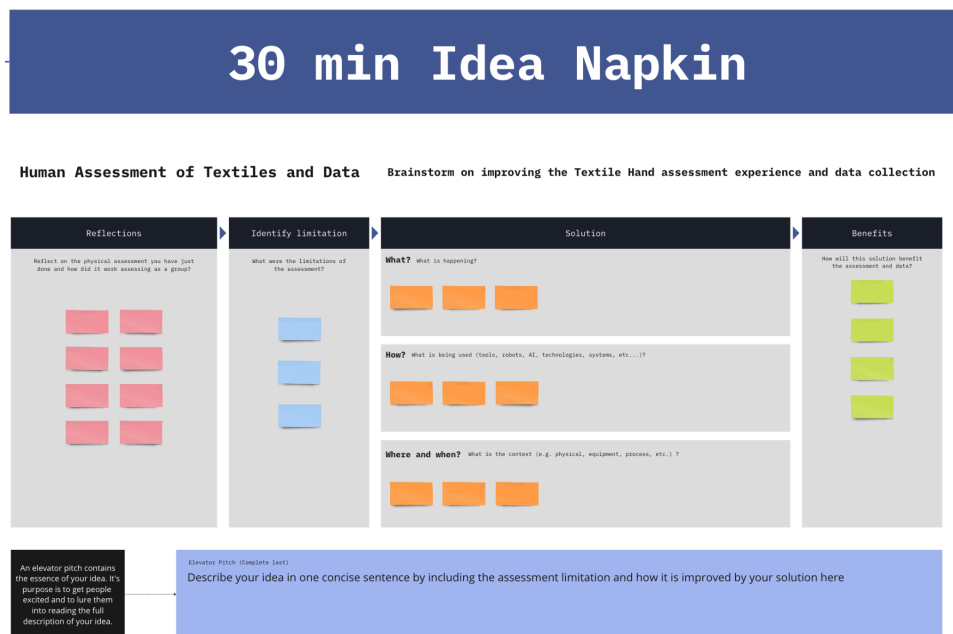 30 min Idea Napkin
Human Assessment of Textiles and Data
Brainstorm on improving the Textile Hand assessment experience and data collection
Reflections
Reflect on the physical assessment you have just
done and how did it work assessing as a group?
Identify limitation
What were the limitations of
the assessment?
Solution
What? What is happening?
How? What is being used (tools, robots, AI, technologies, systems, etc...)?
Where and when? What is the context (e.g. physical, equipment, process, etc.) ?
Benefits
How will this solution benefit
the assessment and data?
An elevator pitch contains
the essence of your idea. It's
purpose is to get people
excited and to lure them
into reading the full
description of your idea.
Elevator Pitch (Complete last)
Describe your idea in one concise sentence by including the assessment limitation and how it is improved by your solution here